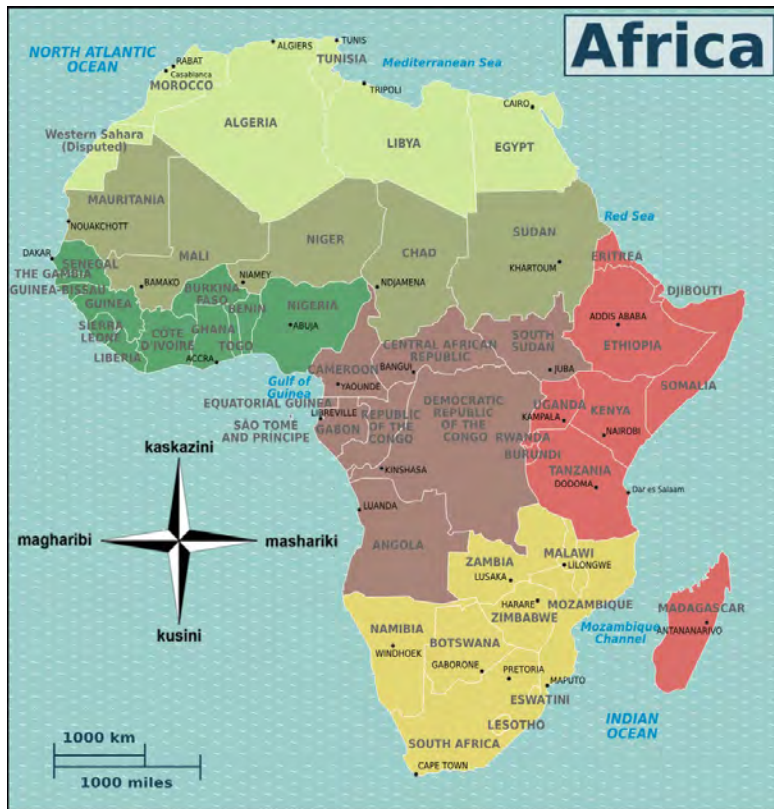 Africa
NORTH ATLANTIC
OCEAN
ALGIERS
TUNIS
TUNISIA
Mediterranean Sea
RABAT
Casablanca
MOROCCO
TRIPOLI
CAIRO
ALGERIA
LIBYA
EGYPT
Western Sahara
(Disputed)
MAURITANIA
NOUAKCHOTT
MALI
NIGER
CHAD
SUDAN
Red Sea
KHARTOUM
ERITREA
DAKAR
SENEGAL
THE GAMBIA
GUINEA-BISSAU
BAMAKO
NIAMEY
NDJAMENA
DJIBOUTI
GUINEA
BURKINA
FASO
BENIN
NIGERIA
ABUJA
ADDIS ABABA
ETHIOPIA
SIERRA
LEONE
LIBERIA
CÔTE
D'IVOIRE
GHANA
TOGO
ACCRA
CENTRAL AFRICAN
REPUBLIC
SOUTH
SUDAN
CAMEROON
BANGUI
JUBA
YAOUNDE
Gulf of
Guinea
SOMALIA
EQUATORIAL GUINEA
LIBREVILLE
GABON
SÃO TOMÉ
AND PRINCIPE
REPUBLIC
OF THE
CONGO
DEMOCRATIC
REPUBLIC
OF THE
CONGO
UGANDA
KAMPALA
KENYA
NAIROBI
RWANDA
BURUNDI
TANZANIA
DODOMA
Dar es Salaam
KINSHASA
LUANDA
ANGOLA
kaskazini
magharibi
mashariki
kusini
ZAMBIA
LUSAKA
MALAWI
LILONGWE
HARARE
ZIMBABWE
MOZAMBIQUE
Mozambique
Channel
MADAGASCAR
ANTANANARIVO
NAMIBIA
WINDHOEK
BOTSWANA
GABORONE
PRETORIA
MAPUTO
ESWATINI
LESOTHO
SOUTH AFRICA
CAPE TOWN
INDIAN
OCEAN
1000 km
1000 miles